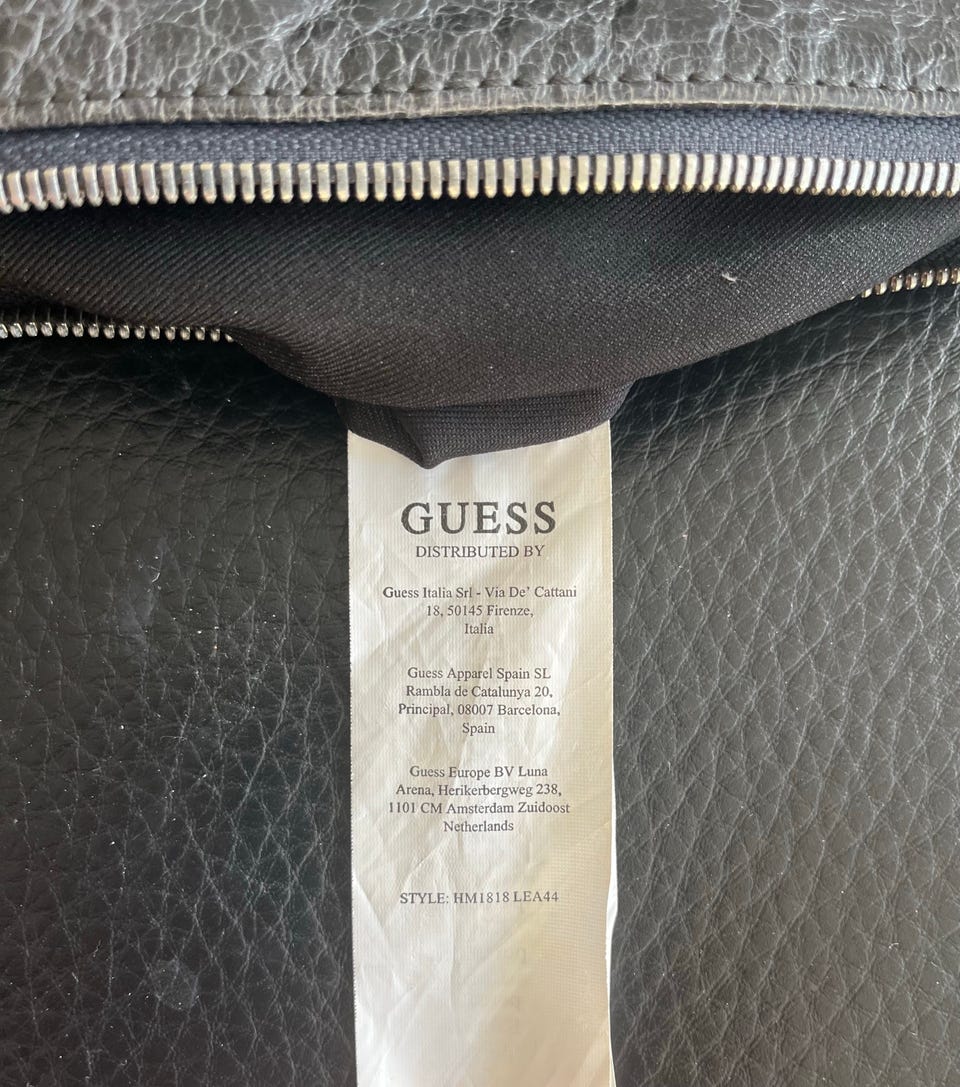 GUESS
DISTRIBUTED BY
Guess Italia Srl - Via De' Cattani
18, 50145 Firenze,
Italia
Guess Apparel Spain SL
Rambla de Catalunya 20,
Principal, 08007 Barcelona,
Spain
Guess Europe BV Luna
Arena, Herikerbergweg 238,
1101 CM Amsterdam Zuidoost
Netherlands
STYLE: HM1818 LEA44